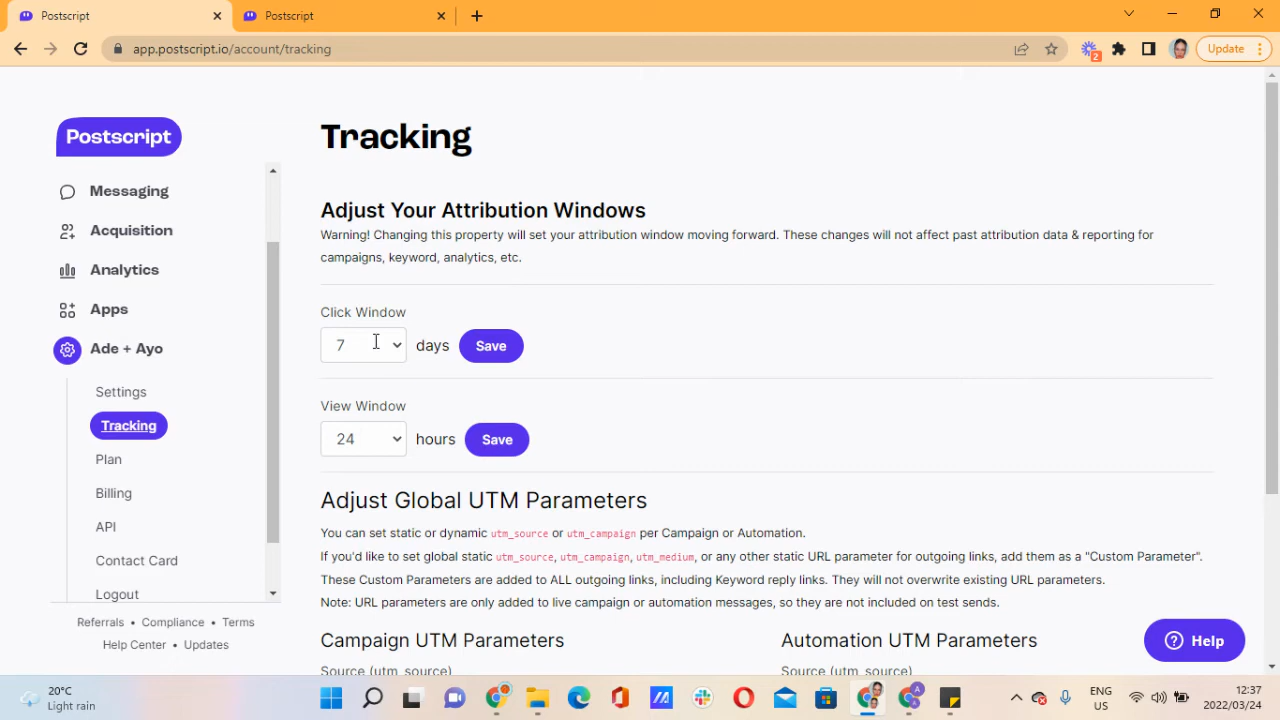 Postscript
Postscript
app.postscript.io/account/tracking
2
Update
Postscript
Messaging
Acquisition
Analytics
Apps
Ade + Ayo
Settings
Tracking
Plan
Billing
API
Contact Card
Logout
Referrals • Compliance • Terms
Help Center • Updates
Tracking
Adjust Your Attribution Windows
Warning! Changing this property will set your attribution window moving forward. These changes will not affect past attribution data & reporting for
campaigns, keyword, analytics, etc.
Click Window
7 days Save
View Window
24 hours Save
Adjust Global UTM Parameters
You can set static or dynamic utm_source or utm_campaign per Campaign or Automation.
If you'd like to set global static utm_source, utm_campaign, utm_medium, or any other static URL parameter for outgoing links, add them as a "Custom Parameter".
These Custom Parameters are added to ALL outgoing links, including Keyword reply links. They will not overwrite existing URL parameters.
Note: URL parameters are only added to live campaign or automation messages, so they are not included on test sends.
Campaign UTM Parameters
Source (utm_source)
Automation UTM Parameters
Source (utm_source)
Help
20°C
Light rain
ENG
US
12:37
2022/03/24